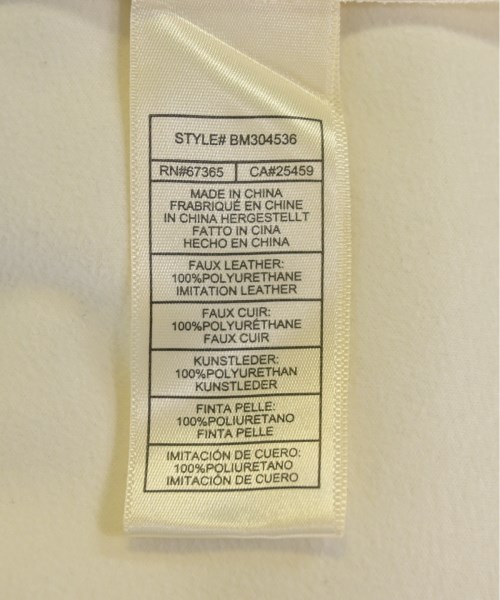 STYLE# BM304536
RN#67365 CA#25459
MADE IN CHINA
FRABRIQUÉ EN CHINE
IN CHINA HERGESTELLT
FATTO IN CINA
HECHO EN CHINA
FAUX LEATHER:
100%POLYURETHANE
IMITATION LEATHER
FAUX CUIR:
100%POLYURÉTHANE
FAUX CUIR
KUNSTLEDER:
100%POLYURETHAN
KUNSTLEDER
FINTA PELLE:
100%POLIURETANO
FINTA PELLE
IMITACIÓN DE CUERO:
100%POLIURETANO
IMITACIÓN DE CUERO